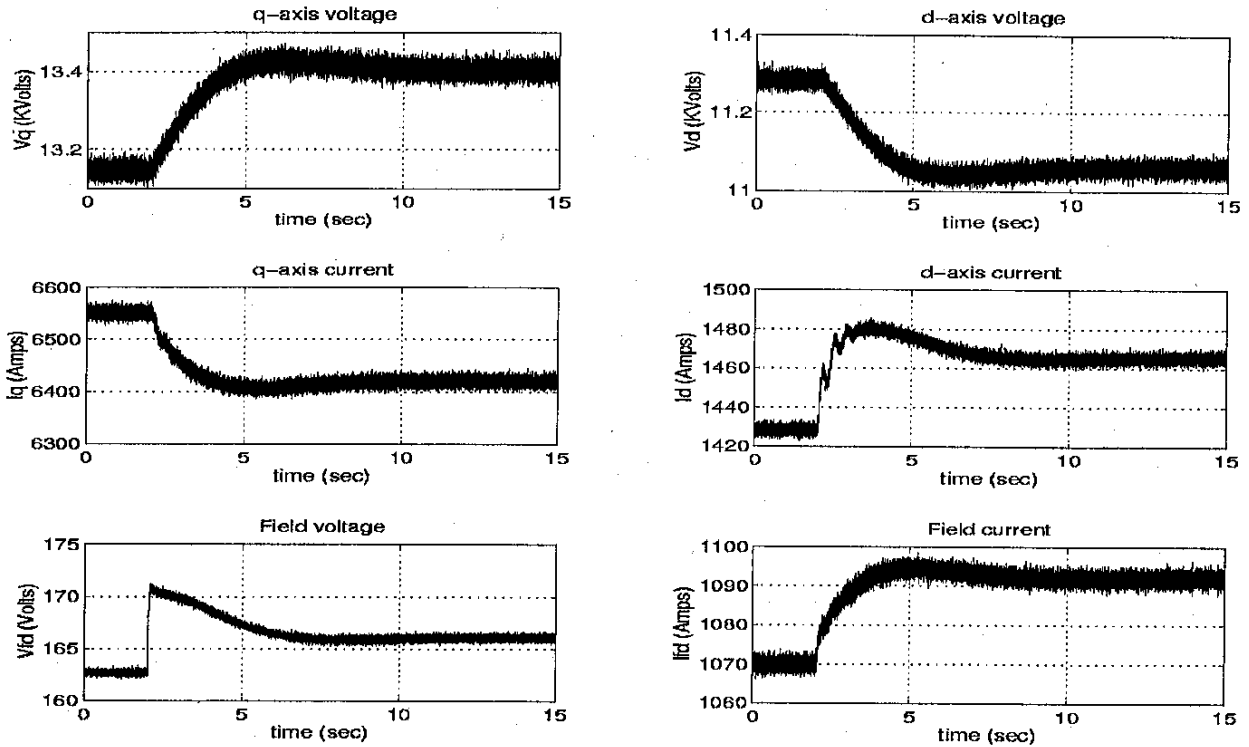 q-axis voltage
Vq (KVolts)
13.4
13.2
0 5 10 15
time (sec)
d-axis voltage
Vd (KVolts)
11.4
11.2
11
0 5 10 15
time (sec)
q-axis current
Iq (Amps)
6600
6500
6400
6300
0 5 10 15
time (sec)
d-axis current
Id (Amps)
1500
1480
1460
1440
1420
0 5 10 15
time (sec)
Field voltage
Vfd (Volts)
175
170
165
160
0 5 10 15
time (sec)
Field current
Ifd (Amps)
1100
1090
1080
1070
1060
0 5 10 15
time (sec)